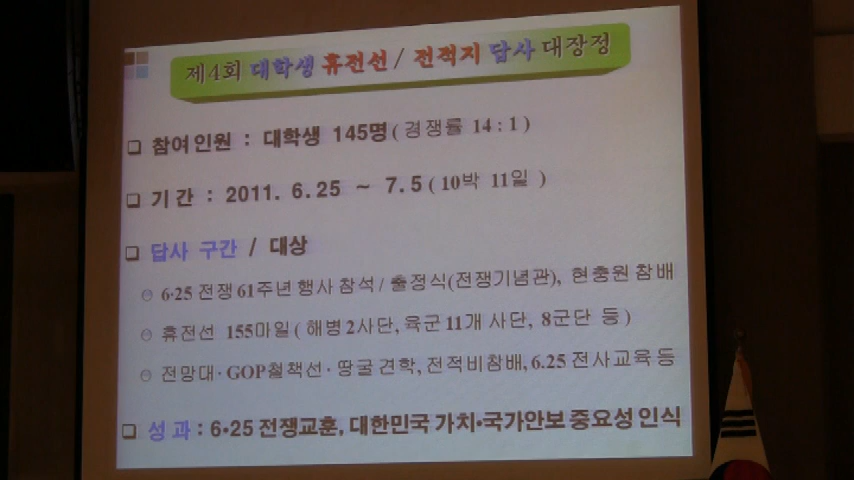 제4회 대학생 휴전선 / 전적지 답사 대장정
❏ 참여인원 : 대학생 145명 ( 경쟁률 14 : 1 )
❏ 기 간 : 2011. 6. 25 ~ 7. 5 ( 10박 11일 )
❏ 답사 구간 / 대상
6·25 전쟁 61주년 행사 참석 / 출정식(전쟁기념관), 현충원 참배
휴전선 155마일 ( 해병 2사단, 육군 11개 사단, 8군단 등 )
전망대· GOP철책선· 땅굴 견학, 전적비참배, 6.25 전사교육 등
❏ 성 과 : 6·25 전쟁교훈, 대한민국 가치·국가안보 중요성 인식